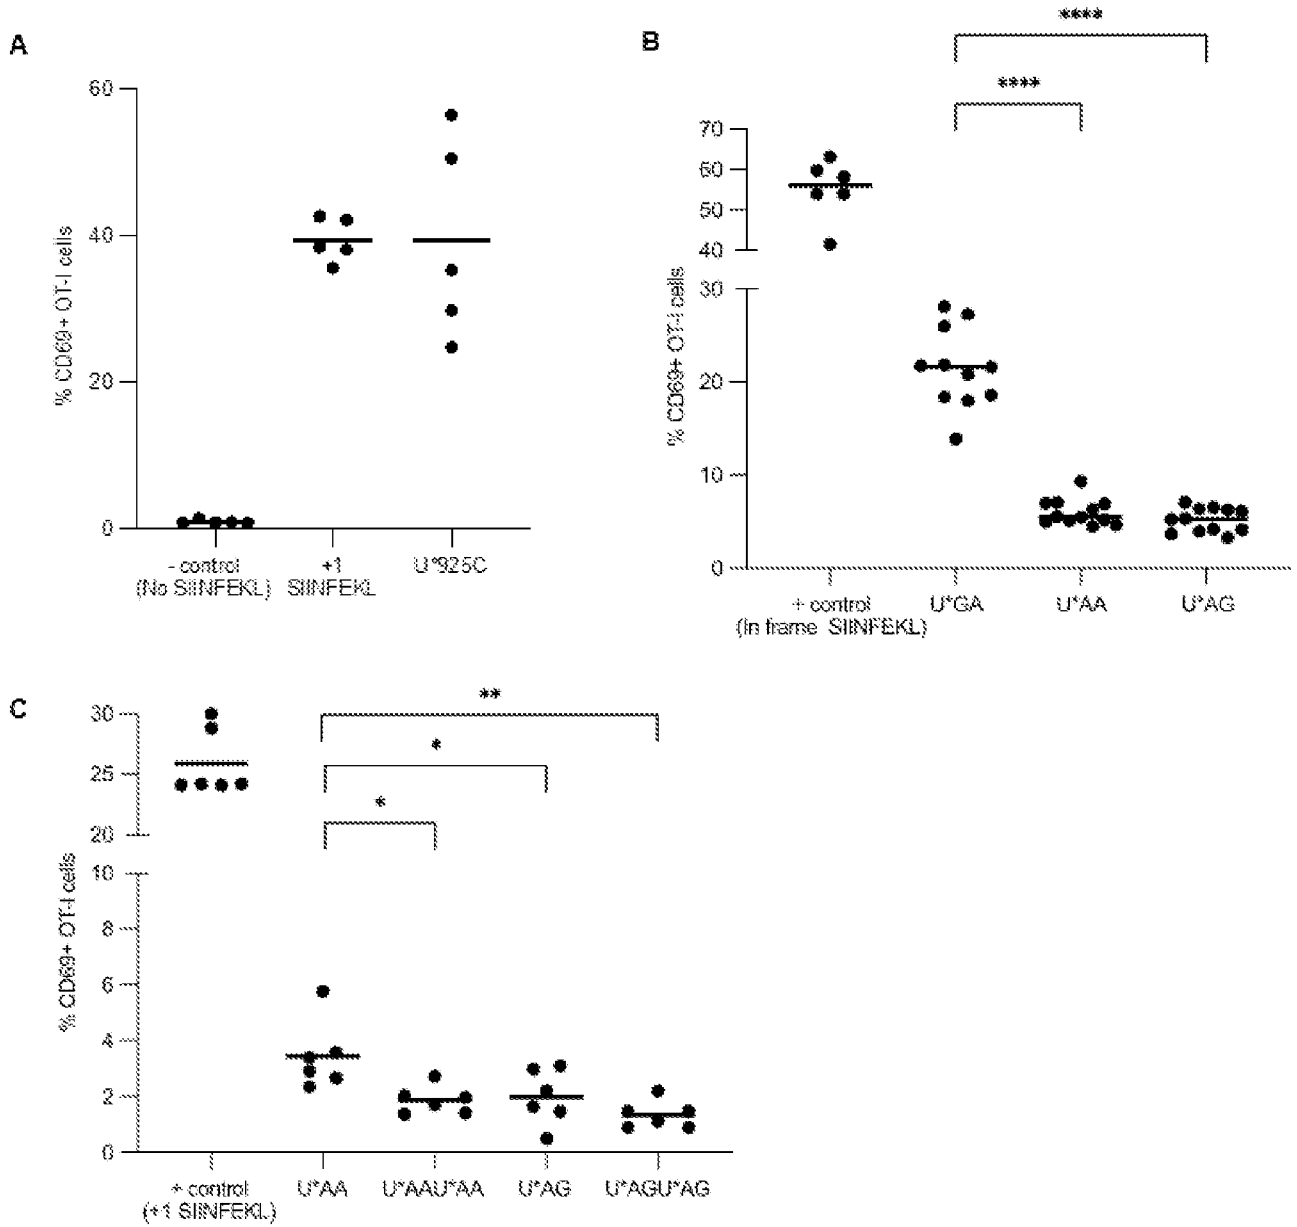 A
60
40
20
0
% CD69+ OT-I cells
- control
(No SIINFEKL)
+1
SIINFEKL
U*925C
B
****
****
70
60
50
40
30
20
10
0
% CD69+ OT-I cells
+ control
(In frame SIINFEKL)
U*GA
U*AA
U*AG
C
**
*
*
30
25
20
10
8
6
4
2
0
% CD69+ OT-I cells
+ control
(+1 SIINFEKL)
U*AA
U*AAU*AA
U*AG
U*AGU*AG